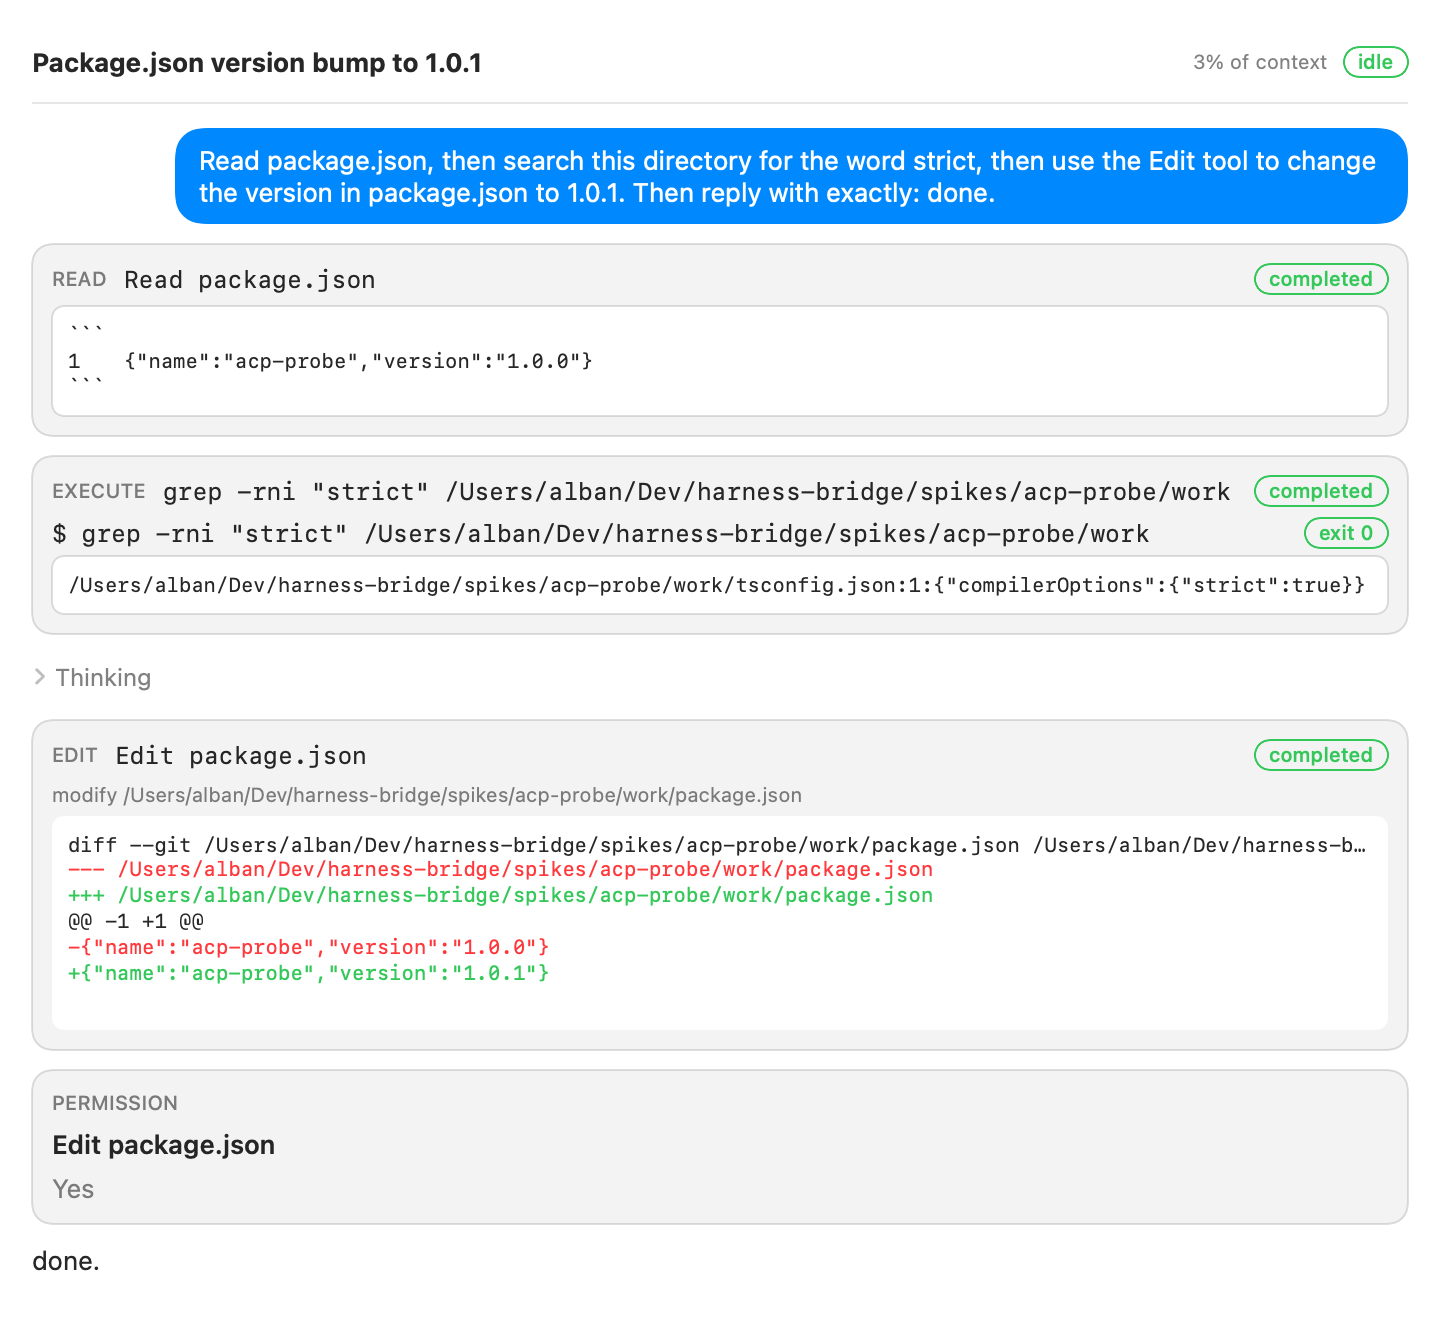 Package.json version bump to 1.0.1
3% of context idle
Read package.json, then search this directory for the word strict, then use the Edit tool to change
the version in package.json to 1.0.1. Then reply with exactly: done.
READ Read package.json completed
```
1 {"name":"acp-probe","version":"1.0.0"}
```
EXECUTE grep -rni "strict" /Users/alban/Dev/harness-bridge/spikes/acp-probe/work completed
$ grep -rni "strict" /Users/alban/Dev/harness-bridge/spikes/acp-probe/work exit 0
/Users/alban/Dev/harness-bridge/spikes/acp-probe/work/tsconfig.json:1:{"compilerOptions":{"strict":true}}
Thinking
EDIT Edit package.json completed
modify /Users/alban/Dev/harness-bridge/spikes/acp-probe/work/package.json
diff --git /Users/alban/Dev/harness-bridge/spikes/acp-probe/work/package.json /Users/alban/Dev/harness-b…
--- /Users/alban/Dev/harness-bridge/spikes/acp-probe/work/package.json
+++ /Users/alban/Dev/harness-bridge/spikes/acp-probe/work/package.json
@@ -1 +1 @@
-{"name":"acp-probe","version":"1.0.0"}
+{"name":"acp-probe","version":"1.0.1"}
PERMISSION
Edit package.json
Yes
done.